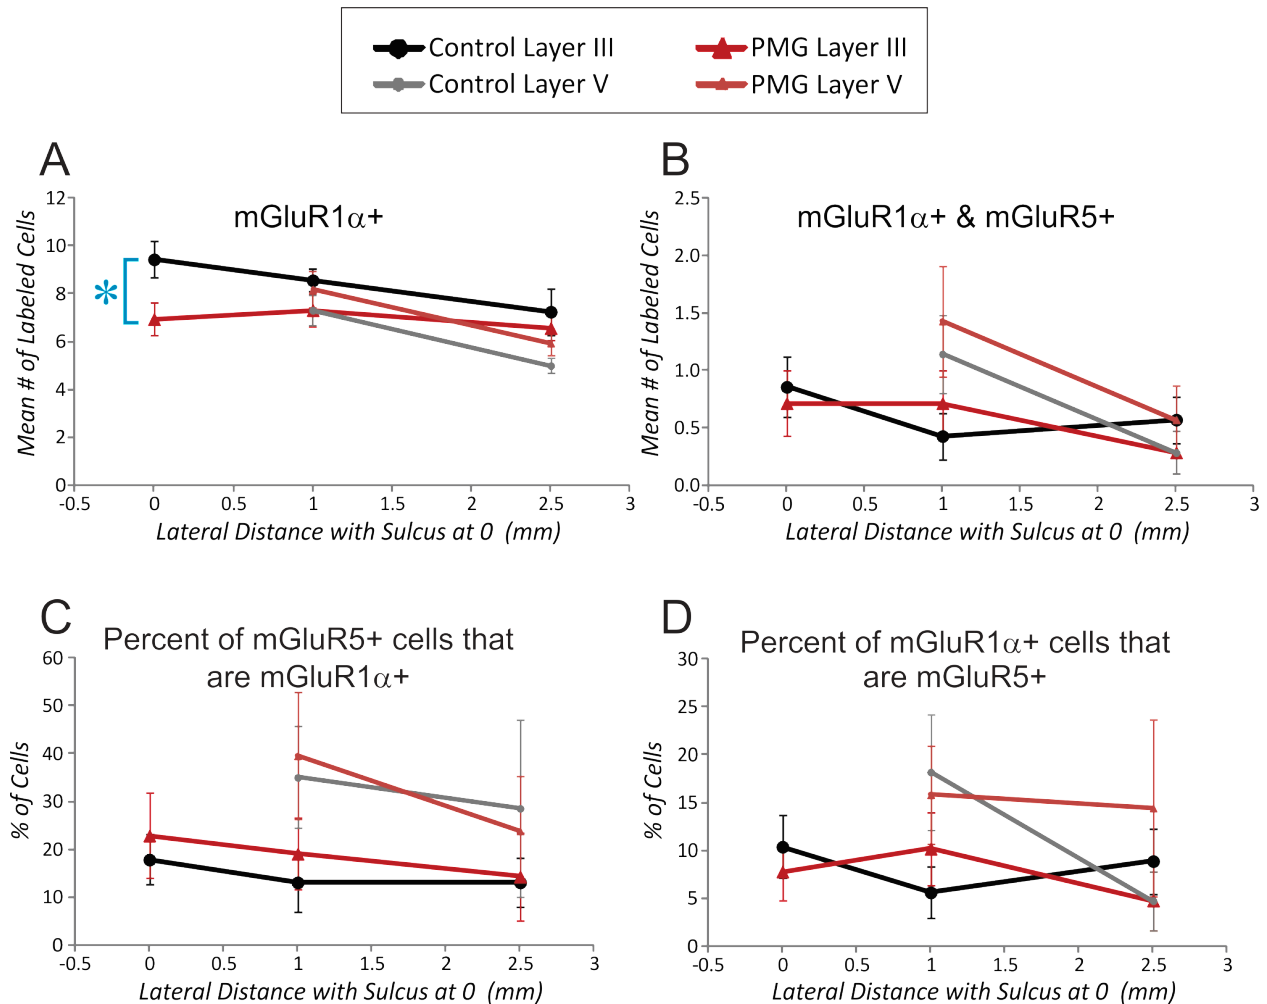 Control Layer III
PMG Layer III
Control Layer V
PMG Layer V
A
mGluR1α+
Mean # of Labeled Cells
12
10
8
6
4
2
0
*
-0.5
0
0.5
1
1.5
2
2.5
3
Lateral Distance with Sulcus at 0 (mm)
B
mGluR1α+ & mGluR5+
Mean # of Labeled Cells
2.5
2.0
1.5
1.0
0.5
0.0
-0.5
0
0.5
1
1.5
2
2.5
3
Lateral Distance with Sulcus at 0 (mm)
C
Percent of mGluR5+ cells that
are mGluR1α+
% of Cells
60
50
40
30
20
10
0
-0.5
0
0.5
1
1.5
2
2.5
3
Lateral Distance with Sulcus at 0 (mm)
D
Percent of mGluR1α+ cells that
are mGluR5+
% of Cells
30
25
20
15
10
5
0
-0.5
0
0.5
1
1.5
2
2.5
3
Lateral Distance with Sulcus at 0 (mm)